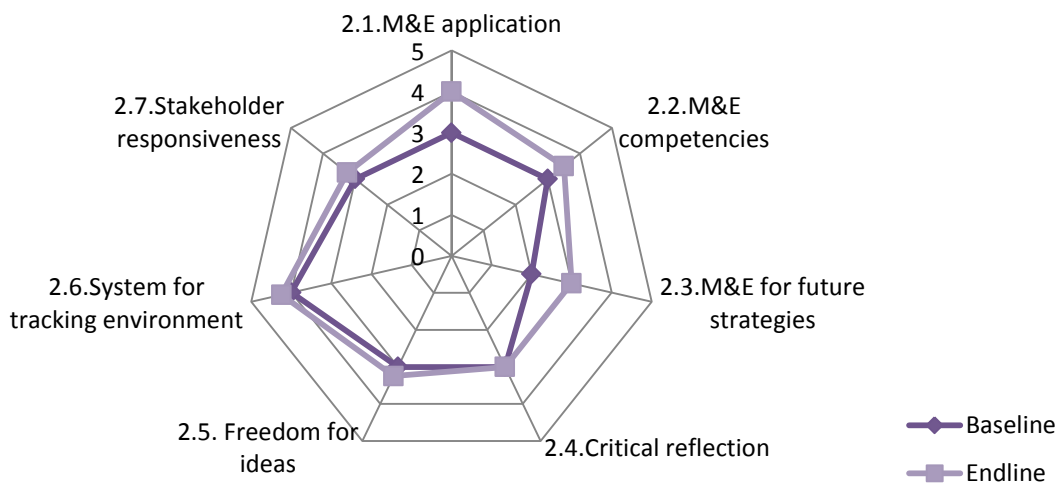 2.1.M&E application
5
4
3
2
1
0
2.2.M&E
competencies
2.3.M&E for future
strategies
2.4.Critical reflection
2.5. Freedom for
ideas
2.6.System for
tracking environment
2.7.Stakeholder
responsiveness
Baseline
Endline